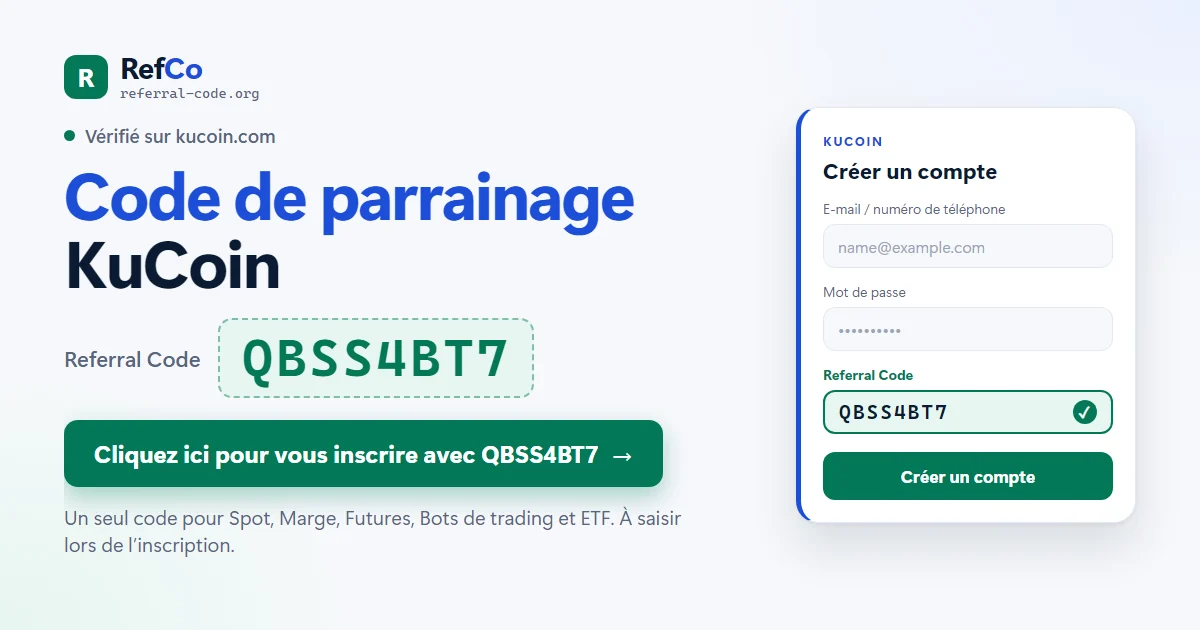 R
RefCo
referral-code.org
Vérifié sur kucoin.com
Code de parrainage
KuCoin
Referral Code
QBSS4BT7
Cliquez ici pour vous inscrire avec QBSS4BT7 →
Un seul code pour Spot, Marge, Futures, Bots de trading et ETF. À saisir
lors de l’inscription.
KUCOIN
Créer un compte
E-mail / numéro de téléphone
name@example.com
Mot de passe
••••••••••
Referral Code
QBSS4BT7 ✓
Créer un compte